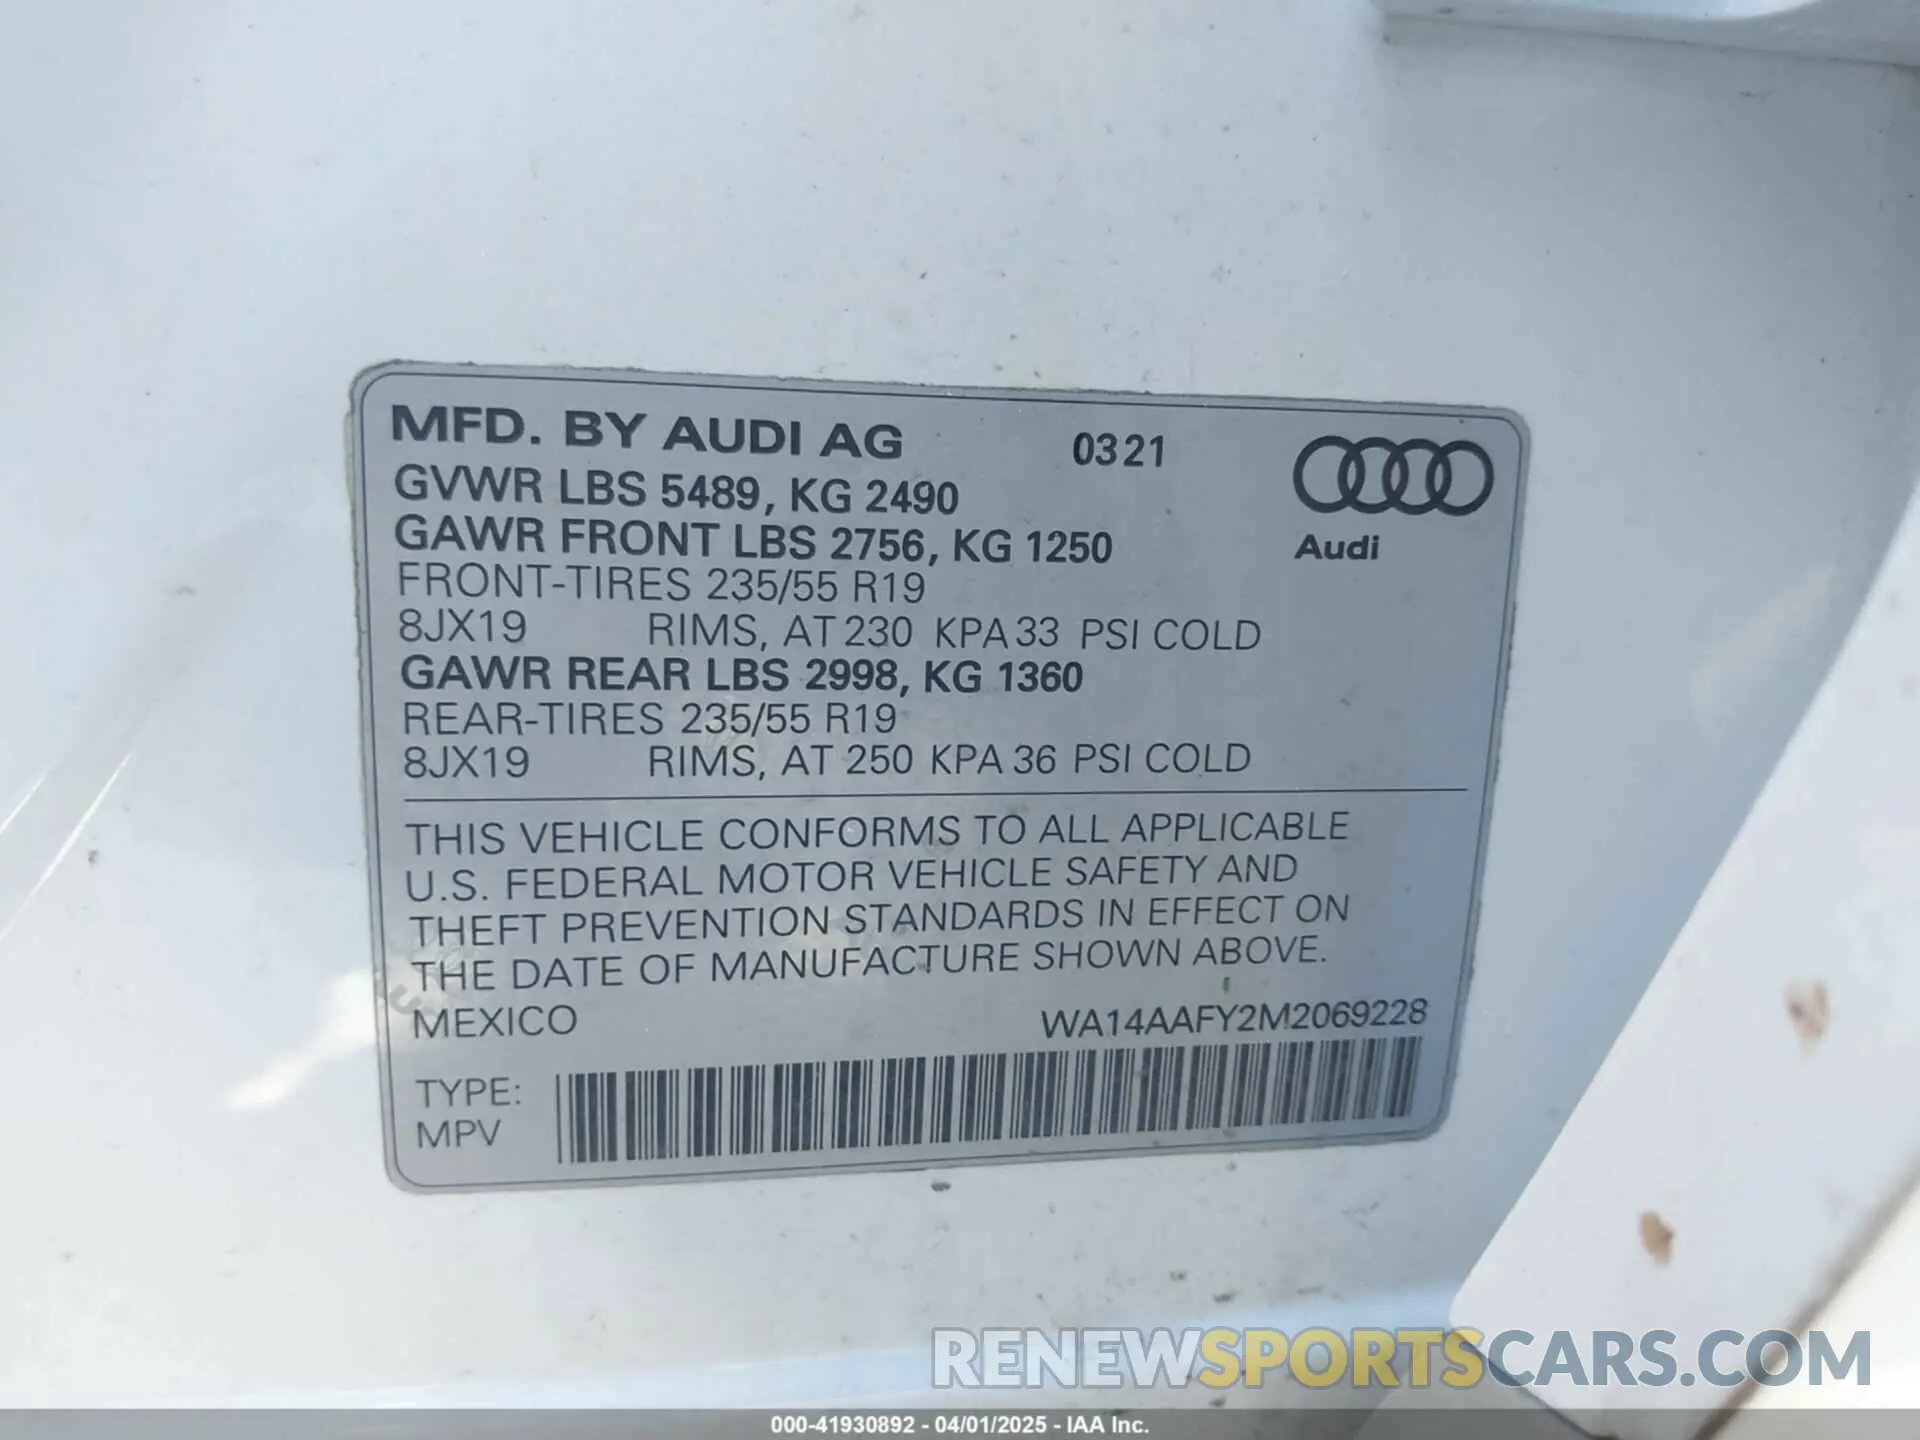 MFD. BY AUDI AG 0321
GVWR LBS 5489, KG 2490
GAWR FRONT LBS 2756, KG 1250
Audi
FRONT-TIRES 235/55 R19
8JX19 RIMS, AT 230 KPA 33 PSI COLD
GAWR REAR LBS 2998, KG 1360
REAR-TIRES 235/55 R19
8JX19 RIMS, AT 250 KPA 36 PSI COLD
THIS VEHICLE CONFORMS TO ALL APPLICABLE
U.S. FEDERAL MOTOR VEHICLE SAFETY AND
THEFT PREVENTION STANDARDS IN EFFECT ON
THE DATE OF MANUFACTURE SHOWN ABOVE.
MEXICO WA14AAFY2M2069228
TYPE:
MPV
RENEWSPORTSCARS.COM
000-41930892 - 04/01/2025 - IAA Inc.